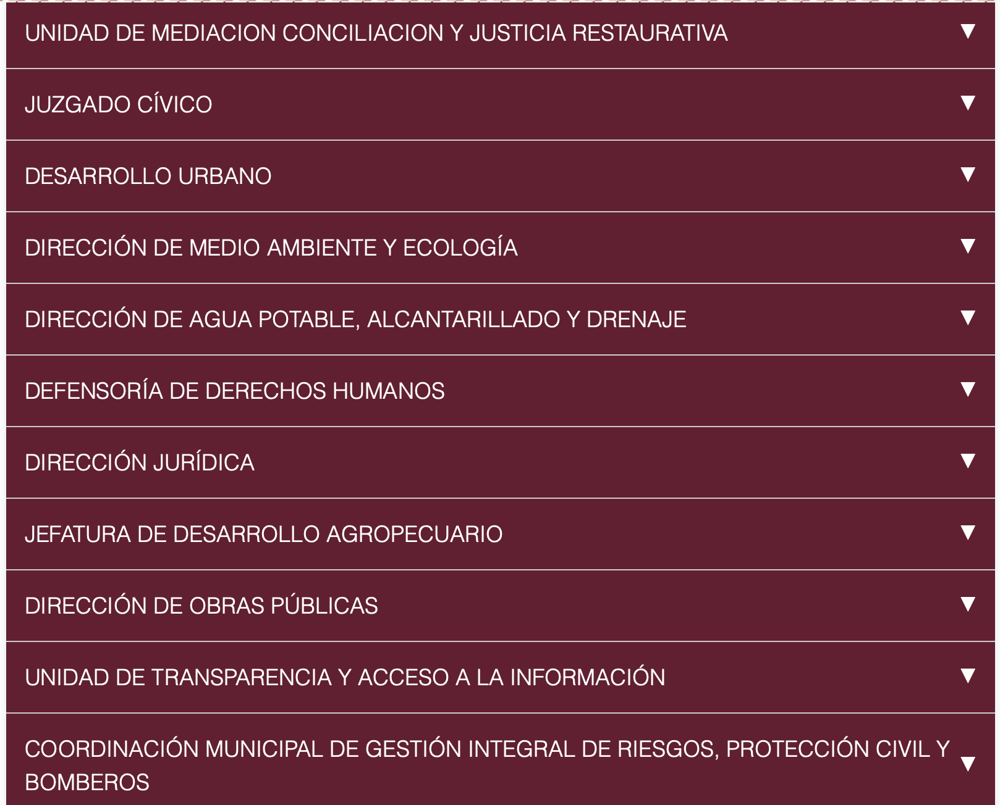 UNIDAD DE MEDIACION CONCILIACION Y JUSTICIA RESTAURATIVA
JUZGADO CÍVICO
DESARROLLO URBANO
DIRECCIÓN DE MEDIO AMBIENTE Y ECOLOGÍA
DIRECCIÓN DE AGUA POTABLE, ALCANTARILLADO Y DRENAJE
DEFENSORÍA DE DERECHOS HUMANOS
DIRECCIÓN JURÍDICA
JEFATURA DE DESARROLLO AGROPECUARIO
DIRECCIÓN DE OBRAS PÚBLICAS
UNIDAD DE TRANSPARENCIA Y ACCESO A LA INFORMACIÓN
COORDINACIÓN MUNICIPAL DE GESTIÓN INTEGRAL DE RIESGOS, PROTECCIÓN CIVIL Y
BOMBEROS